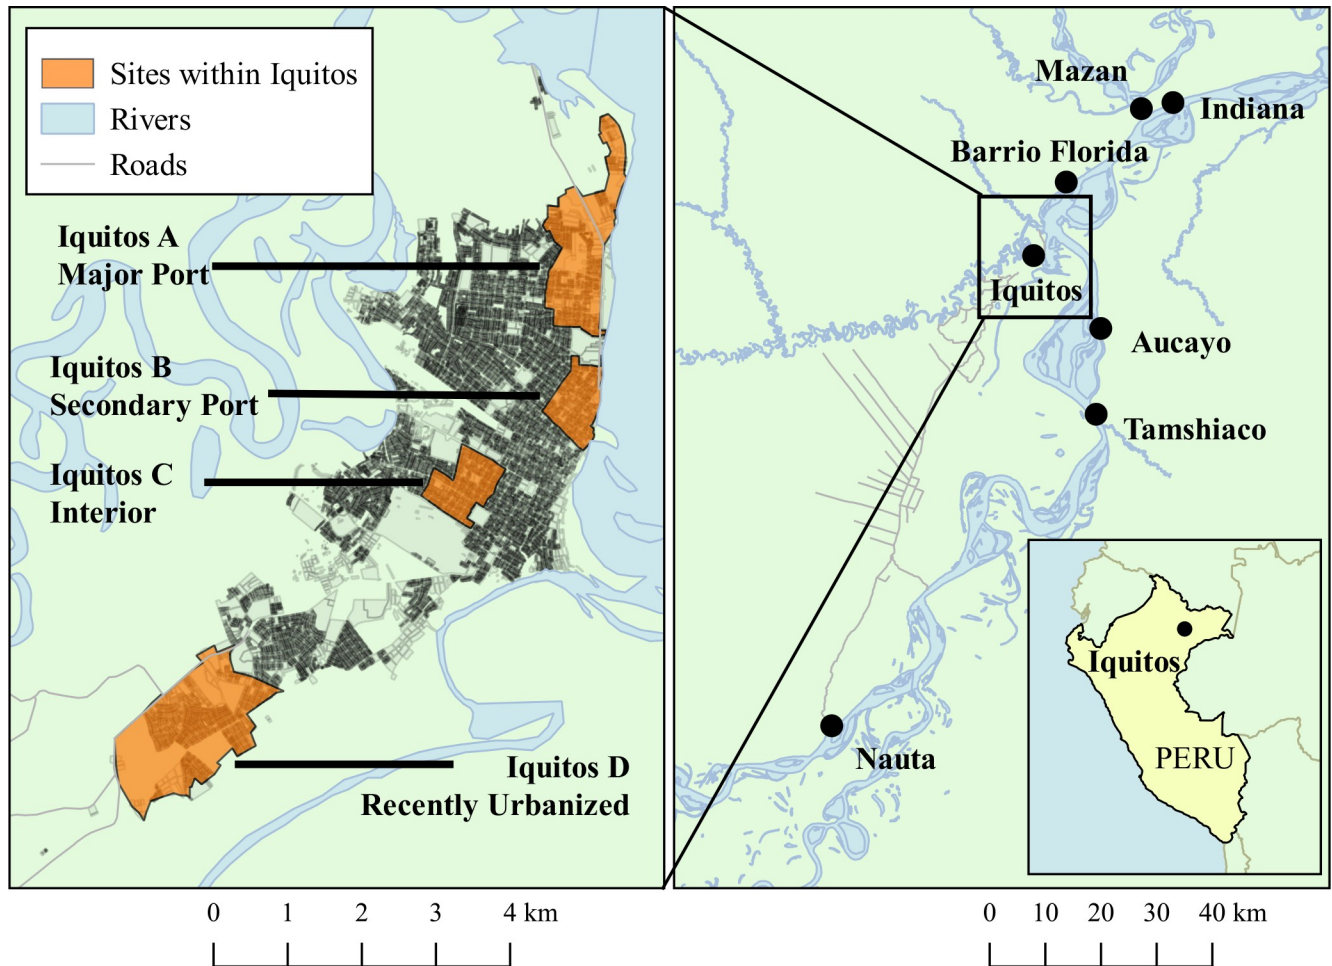 Sites within Iquitos
Rivers
Roads
Iquitos A
Major Port
Iquitos B
Secondary Port
Iquitos C
Interior
Iquitos D
Recently Urbanized
0 1 2 3 4 km
Mazan
Indiana
Barrio Florida
Iquitos
Aucayo
Tamshiaco
Nauta
Iquitos
PERU
0 10 20 30 40 km